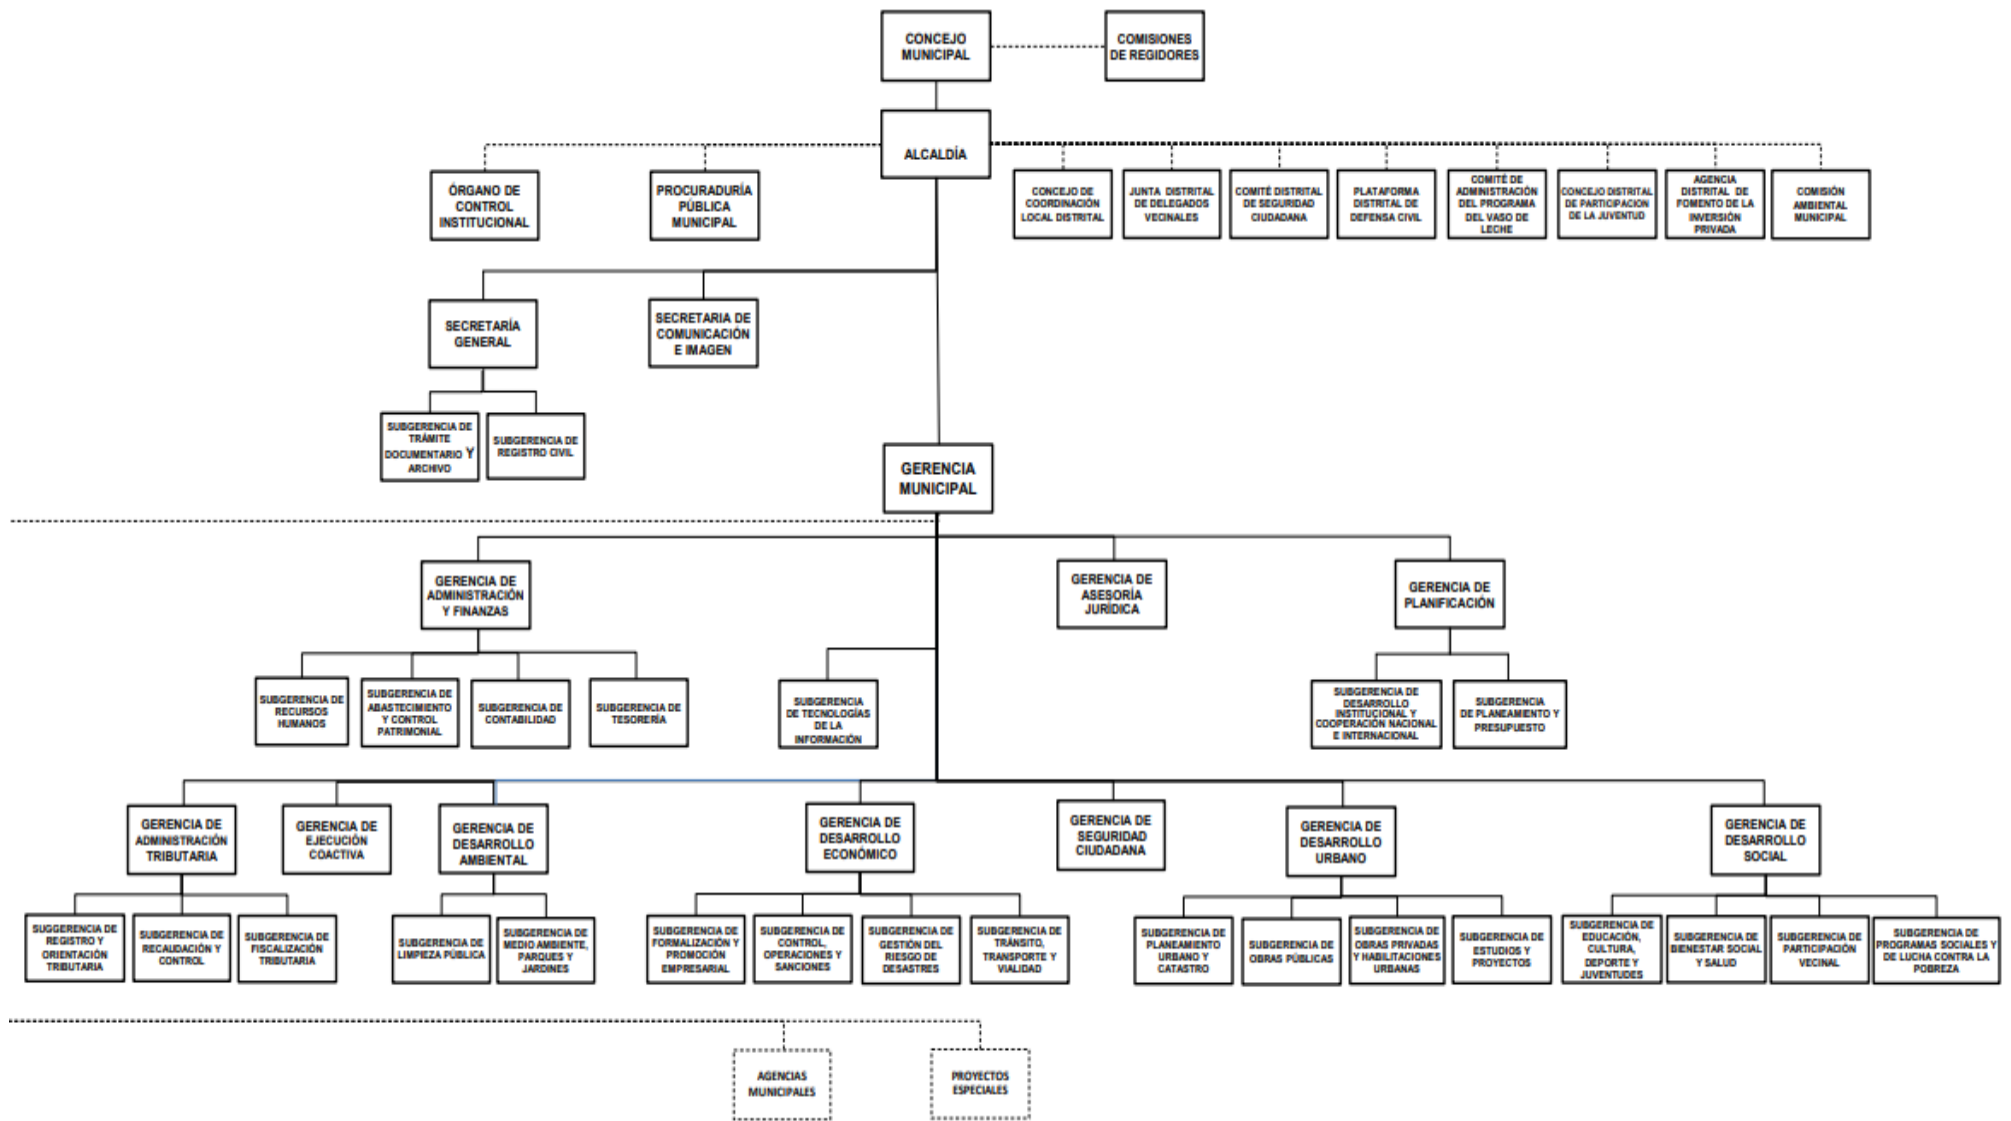 CONCEJO
MUNICIPAL
COMISIONES
DE REGIDORES
ALCALDÍA
ÓRGANO DE
CONTROL
INSTITUCIONAL
PROCURADURÍA
PÚBLICA
MUNICIPAL
CONCEJO DE
COORDINACIÓN
LOCAL DISTRITAL
JUNTA DISTRITAL
DE DELEGADOS
VECINALES
COMITÉ DISTRITAL
DE SEGURIDAD
CIUDADANA
PLATAFORMA
DISTRITAL DE
DEFENSA CIVIL
COMITÉ DE
ADMINISTRACIÓN
DEL PROGRAMA
DEL VASO DE
LECHE
CONCEJO DISTRITAL
DE PARTICIPACION
DE LA JUVENTUD
AGENCIA
DISTRITAL DE
FOMENTO DE LA
INVERSIÓN
PRIVADA
COMISIÓN
AMBIENTAL
MUNICIPAL
SECRETARÍA
GENERAL
SECRETARIA DE
COMUNICACIÓN
E IMAGEN
SUBGERENCIA DE
TRÁMITE
DOCUMENTARIO Y
ARCHIVO
SUBGERENCIA DE
REGISTRO CIVIL
GERENCIA
MUNICIPAL
GERENCIA DE
ADMINISTRACIÓN
Y FINANZAS
GERENCIA DE
ASESORÍA
JURÍDICA
GERENCIA DE
PLANIFICACIÓN
SUBGERENCIA DE
RECURSOS
HUMANOS
SUBGERENCIA DE
ABASTECIMIENTO
Y CONTROL
PATRIMONIAL
SUBGERENCIA DE
CONTABILIDAD
SUBGERENCIA DE
TESORERÍA
SUBGERENCIA
DE TECNOLOGÍAS
DE LA
INFORMACIÓN
SUBGERENCIA DE
DESARROLLO
INSTITUCIONAL Y
COOPERACIÓN NACIONAL
E INTERNACIONAL
SUBGERENCIA
DE PLANEAMIENTO Y
PRESUPUESTO
GERENCIA DE
ADMINISTRACIÓN
TRIBUTARIA
GERENCIA DE
EJECUCIÓN
COACTIVA
GERENCIA DE
DESARROLLO
AMBIENTAL
GERENCIA DE
DESARROLLO
ECONÓMICO
GERENCIA DE
SEGURIDAD
CIUDADANA
GERENCIA DE
DESARROLLO
URBANO
GERENCIA DE
DESARROLLO
SOCIAL
SUGGERENCIA DE
REGISTRO Y
ORIENTACIÓN
TRIBUTARIA
SUBGERENCIA DE
RECAUDACIÓN Y
CONTROL
SUBGERENCIA DE
FISCALIZACIÓN
TRIBUTARIA
SUBGERENCIA DE
LIMPIEZA PÚBLICA
SUBGERENCIA DE
MEDIO AMBIENTE,
PARQUES Y
JARDINES
SUBGERENCIA DE
FORMALIZACIÓN Y
PROMOCIÓN
EMPRESARIAL
SUBGERENCIA DE
CONTROL,
OPERACIONES Y
SANCIONES
SUBGERENCIA DE
GESTIÓN DEL
RIESGO DE
DESASTRES
SUBGERENCIA DE
TRÁNSITO,
TRANSPORTE Y
VIALIDAD
SUBGERENCIA DE
PLANEAMIENTO
URBANO Y
CATASTRO
SUBGERENCIA DE
OBRAS PÚBLICAS
SUBGERENCIA DE
OBRAS PRIVADAS
Y HABILITACIONES
URBANAS
SUBGERENCIA DE
ESTUDIOS Y
PROYECTOS
SUBGERENCIA DE
EDUCACIÓN,
CULTURA,
DEPORTE Y
JUVENTUDES
SUBGERENCIA DE
BIENESTAR SOCIAL
Y SALUD
SUBGERENCIA DE
PARTICIPACIÓN
VECINAL
SUBGERENCIA DE
PROGRAMAS SOCIALES Y
DE LUCHA CONTRA LA
POBREZA
AGENCIAS
MUNICIPALES
PROYECTOS
ESPECIALES